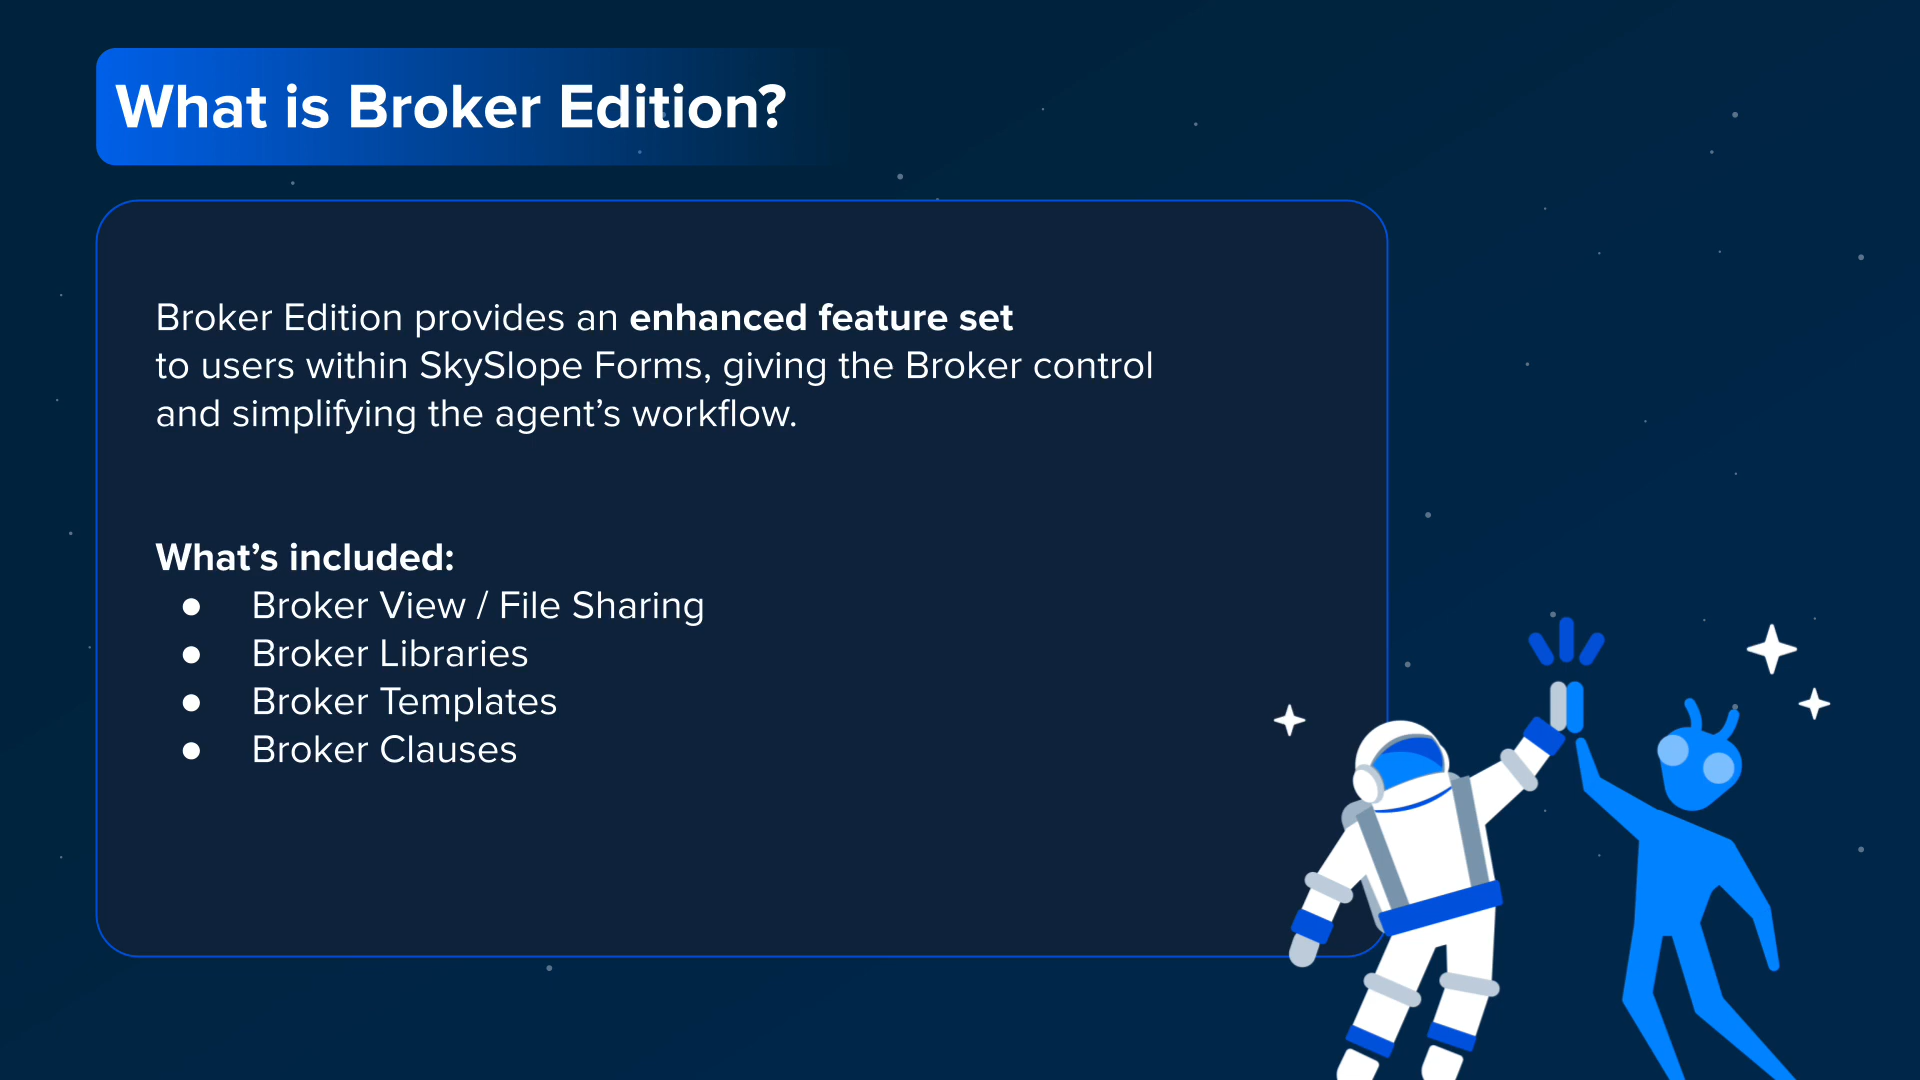 What is Broker Edition?
Broker Edition provides an enhanced feature set
to users within SkySlope Forms, giving the Broker control
and simplifying the agent’s workflow.
What’s included:
● Broker View / File Sharing
● Broker Libraries
● Broker Templates
● Broker Clauses